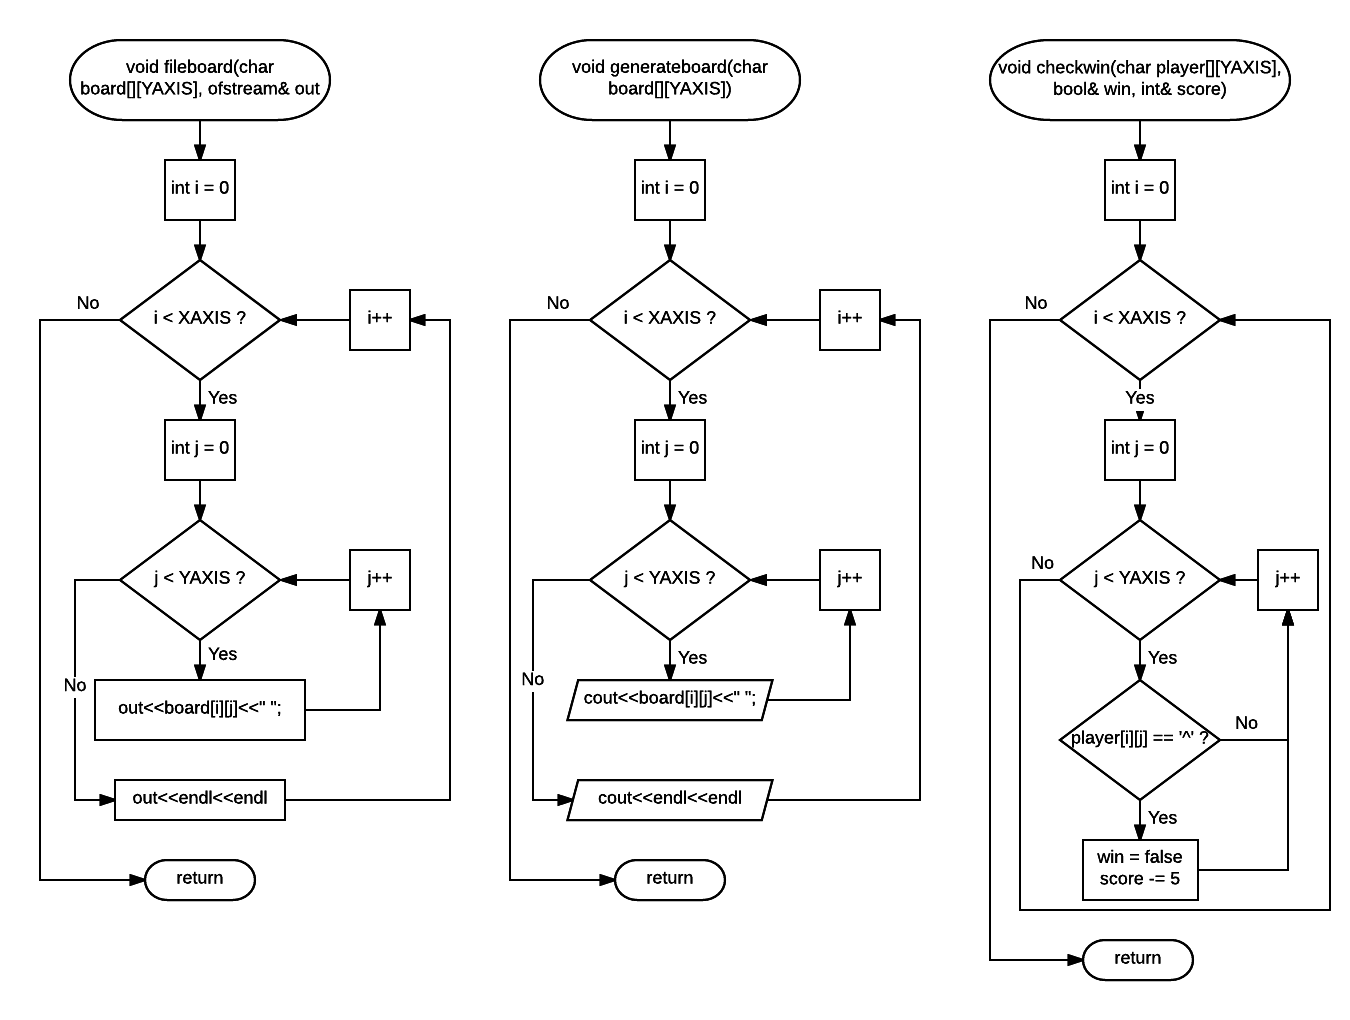 void fileboard(char
board[][YAXIS], ofstream& out
int i = 0
No
i < XAXIS ?
i++
Yes
int j = 0
j < YAXIS ?
j++
Yes
No
out<<board[i][j]<<" ";
out<<endl<<endl
return
void generateboard(char
board[][YAXIS])
int i = 0
No
i < XAXIS ?
i++
Yes
int j = 0
j < YAXIS ?
j++
Yes
No
cout<<board[i][j]<<" ";
cout<<endl<<endl
return
void checkwin(char player[][YAXIS],
bool& win, int& score)
int i = 0
No
i < XAXIS ?
Yes
int j = 0
No
j < YAXIS ?
j++
Yes
player[i][j] == '^' ?
No
Yes
win = false
score -= 5
return